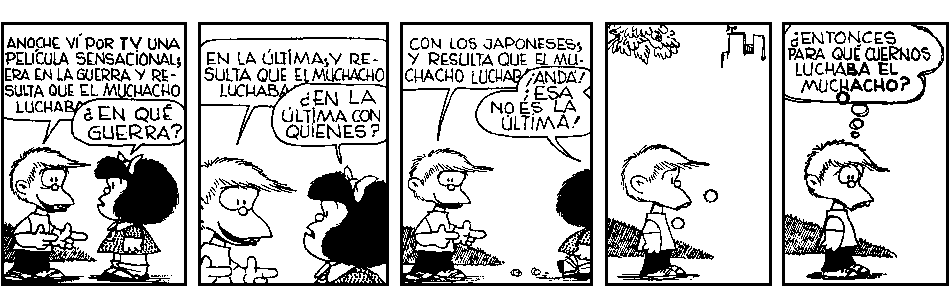 ANOCHE VÍ POR TV UNA
PELÍCULA SENSACIONAL;
ERA EN LA GUERRA Y RE-
SULTA QUE EL MUCHACHO
LUCHABA
¿EN QUÉ
GUERRA?
EN LA ÚLTIMA, Y RE-
SULTA QUE EL MUCHACHO
LUCHABA
¿EN LA
ÚLTIMA CON
QUIENES?
CON LOS JAPONESES,
Y RESULTA QUE EL MU-
CHACHO LUCHAB
¡ANDÁ!
¡ESA
NO ES LA
ÚLTIMA!
¿ENTONCES
PARA QUÉ CUERNOS
LUCHABA EL
MUCHACHO?